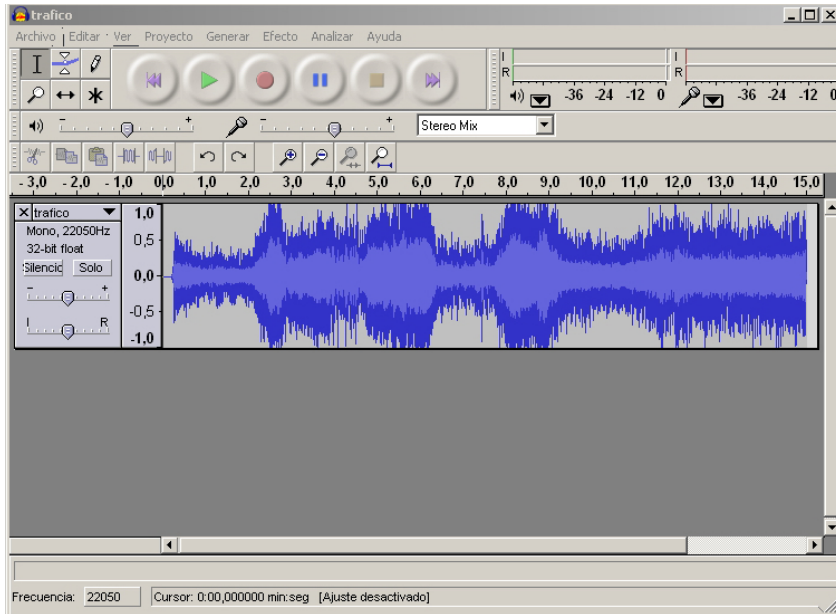 trafico
Archivo Editar Ver Proyecto Generar Efecto Analizar Ayuda
I
R
-36 -24 -12 0
I
R
-36 -24 -12 0
- +
- +
Stereo Mix
- 3,0 - 2,0 - 1,0 0,0 1,0 2,0 3,0 4,0 5,0 6,0 7,0 8,0 9,0 10,0 11,0 12,0 13,0 14,0 15,0
X trafico
Mono, 22050Hz
32-bit float
Silencio Solo
- +
I R
1,0
0,5
0,0
-0,5
-1,0
Frecuencia: 22050 Cursor: 0:00,000000 min:seg [Ajuste desactivado]